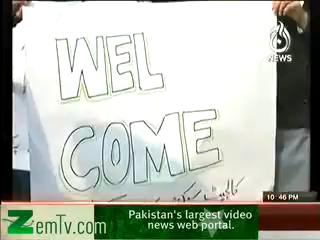 WEL
COME
NEWS
10:46 PM
ZemTv.com
Pakistan's largest video
news web portal.